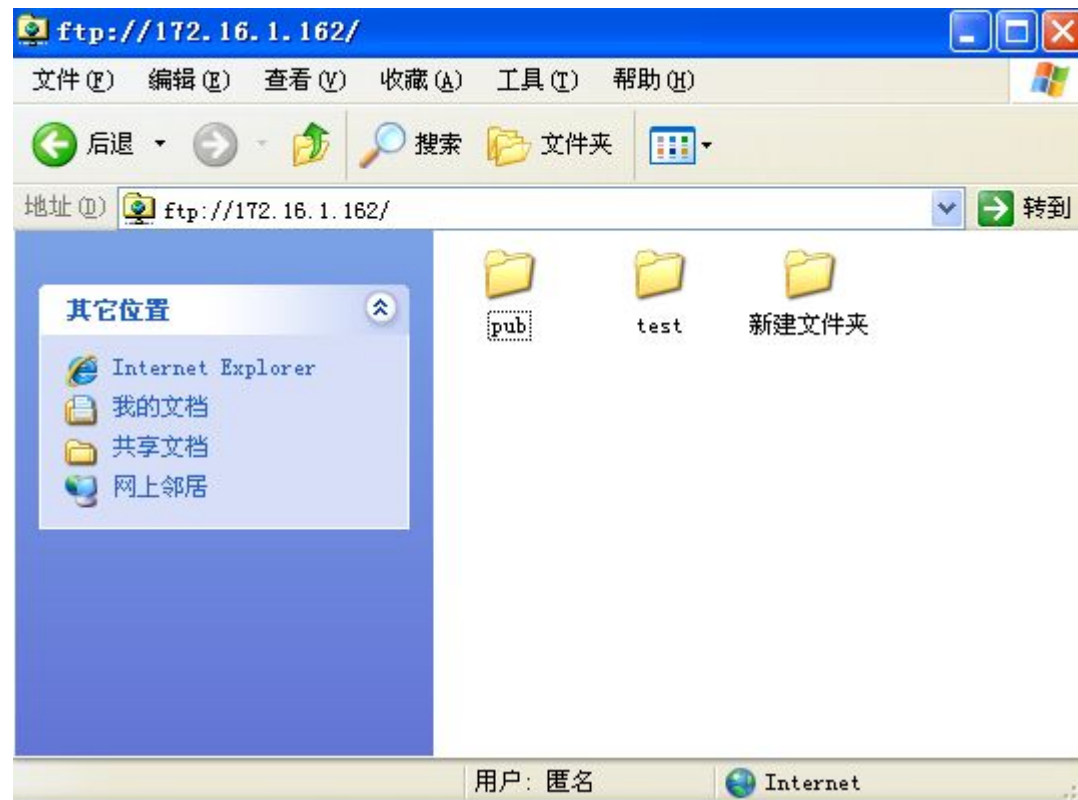 ftp://172.16.1.162/
文件(F) 编辑(E) 查看(V) 收藏(A) 工具(T) 帮助(H)
后退 搜索 文件夹
地址(D) ftp://172.16.1.162/ 转到
其它位置
Internet Explorer
我的文档
共享文档
网上邻居
pub test 新建文件夹
用户: 匿名 Internet